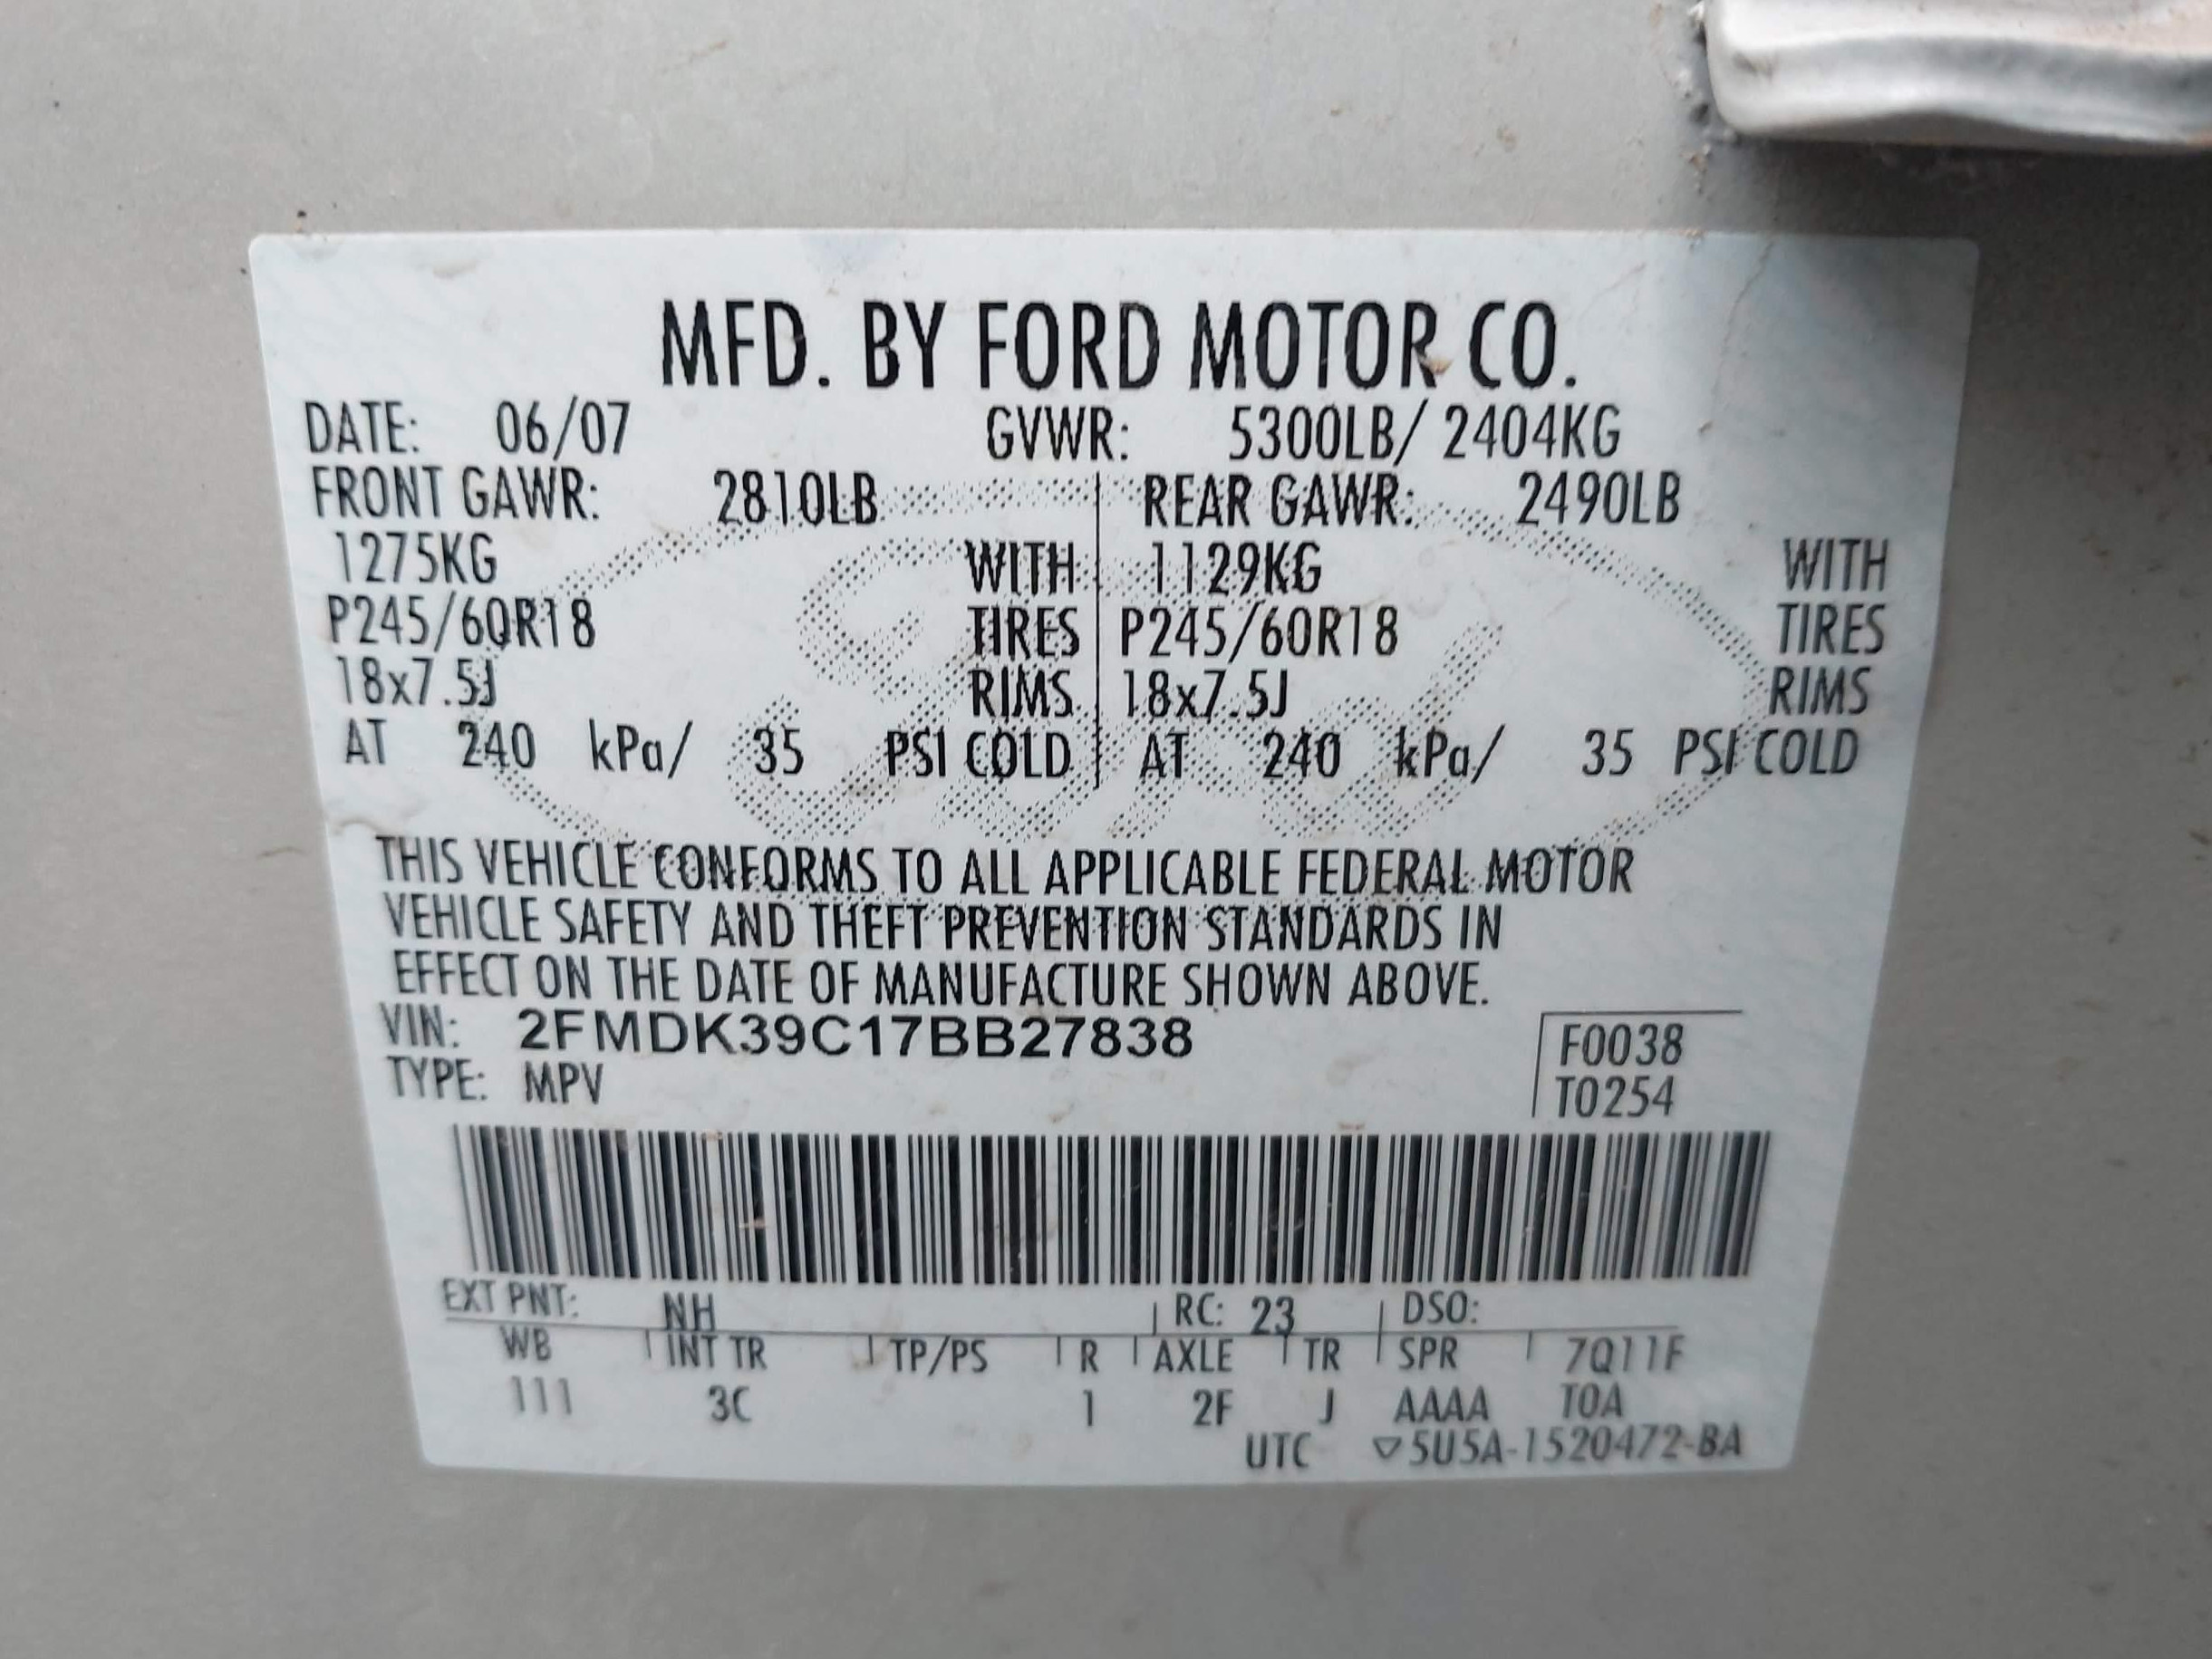 MFD. BY FORD MOTOR CO.
DATE: 06/07 GVWR: 5300LB/ 2404KG
FRONT GAWR: 2810LB REAR GAWR: 2490LB
1275KG WITH 1129KG WITH
P245/60R18 TIRES P245/60R18 TIRES
18x7.5J RIMS 18x7.5J RIMS
AT 240 kPa/ 35 PSI COLD AT 240 kPa/ 35 PSI COLD
THIS VEHICLE CONFORMS TO ALL APPLICABLE FEDERAL MOTOR
VEHICLE SAFETY AND THEFT PREVENTION STANDARDS IN
EFFECT ON THE DATE OF MANUFACTURE SHOWN ABOVE.
VIN: 2FMDK39C17BB27838 F0038
TYPE: MPV T0254
EXT PNT: NH RC: 23 DSO:
WB INT TR TP/PS R AXLE TR SPR 7Q11F
111 3C 1 2F J AAAA TOA
UTC ▽5U5A-1520472-BA